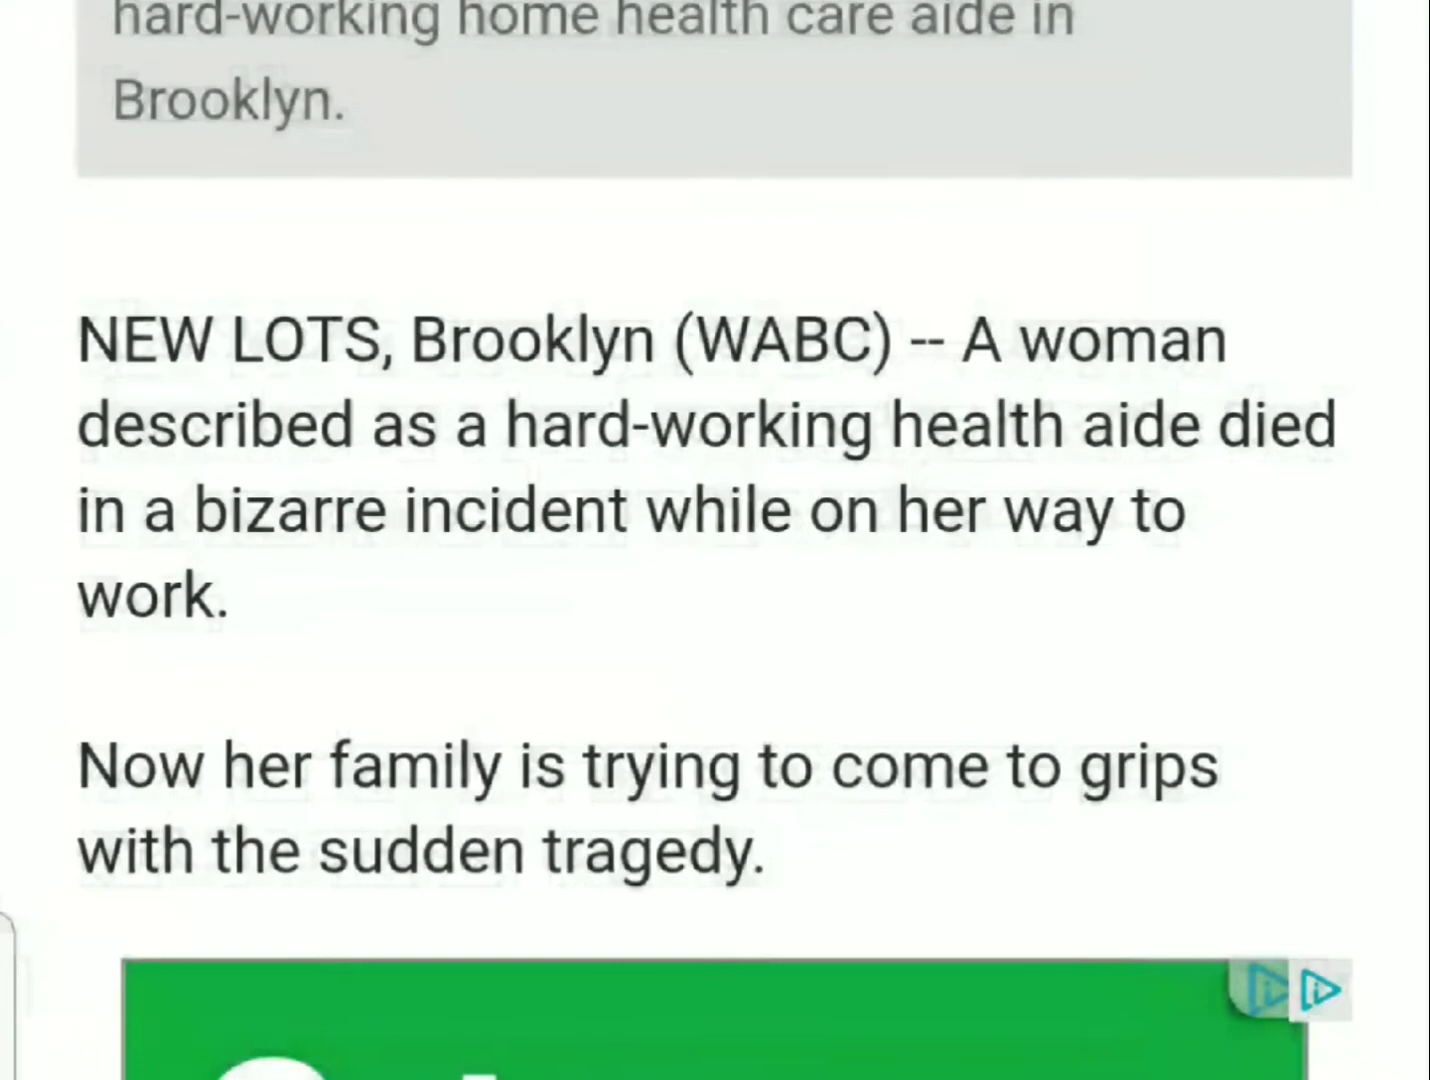 hard-working home health care aide in
Brooklyn.
NEW LOTS, Brooklyn (WABC) -- A woman
described as a hard-working health aide died
in a bizarre incident while on her way to
work.
Now her family is trying to come to grips
with the sudden tragedy.